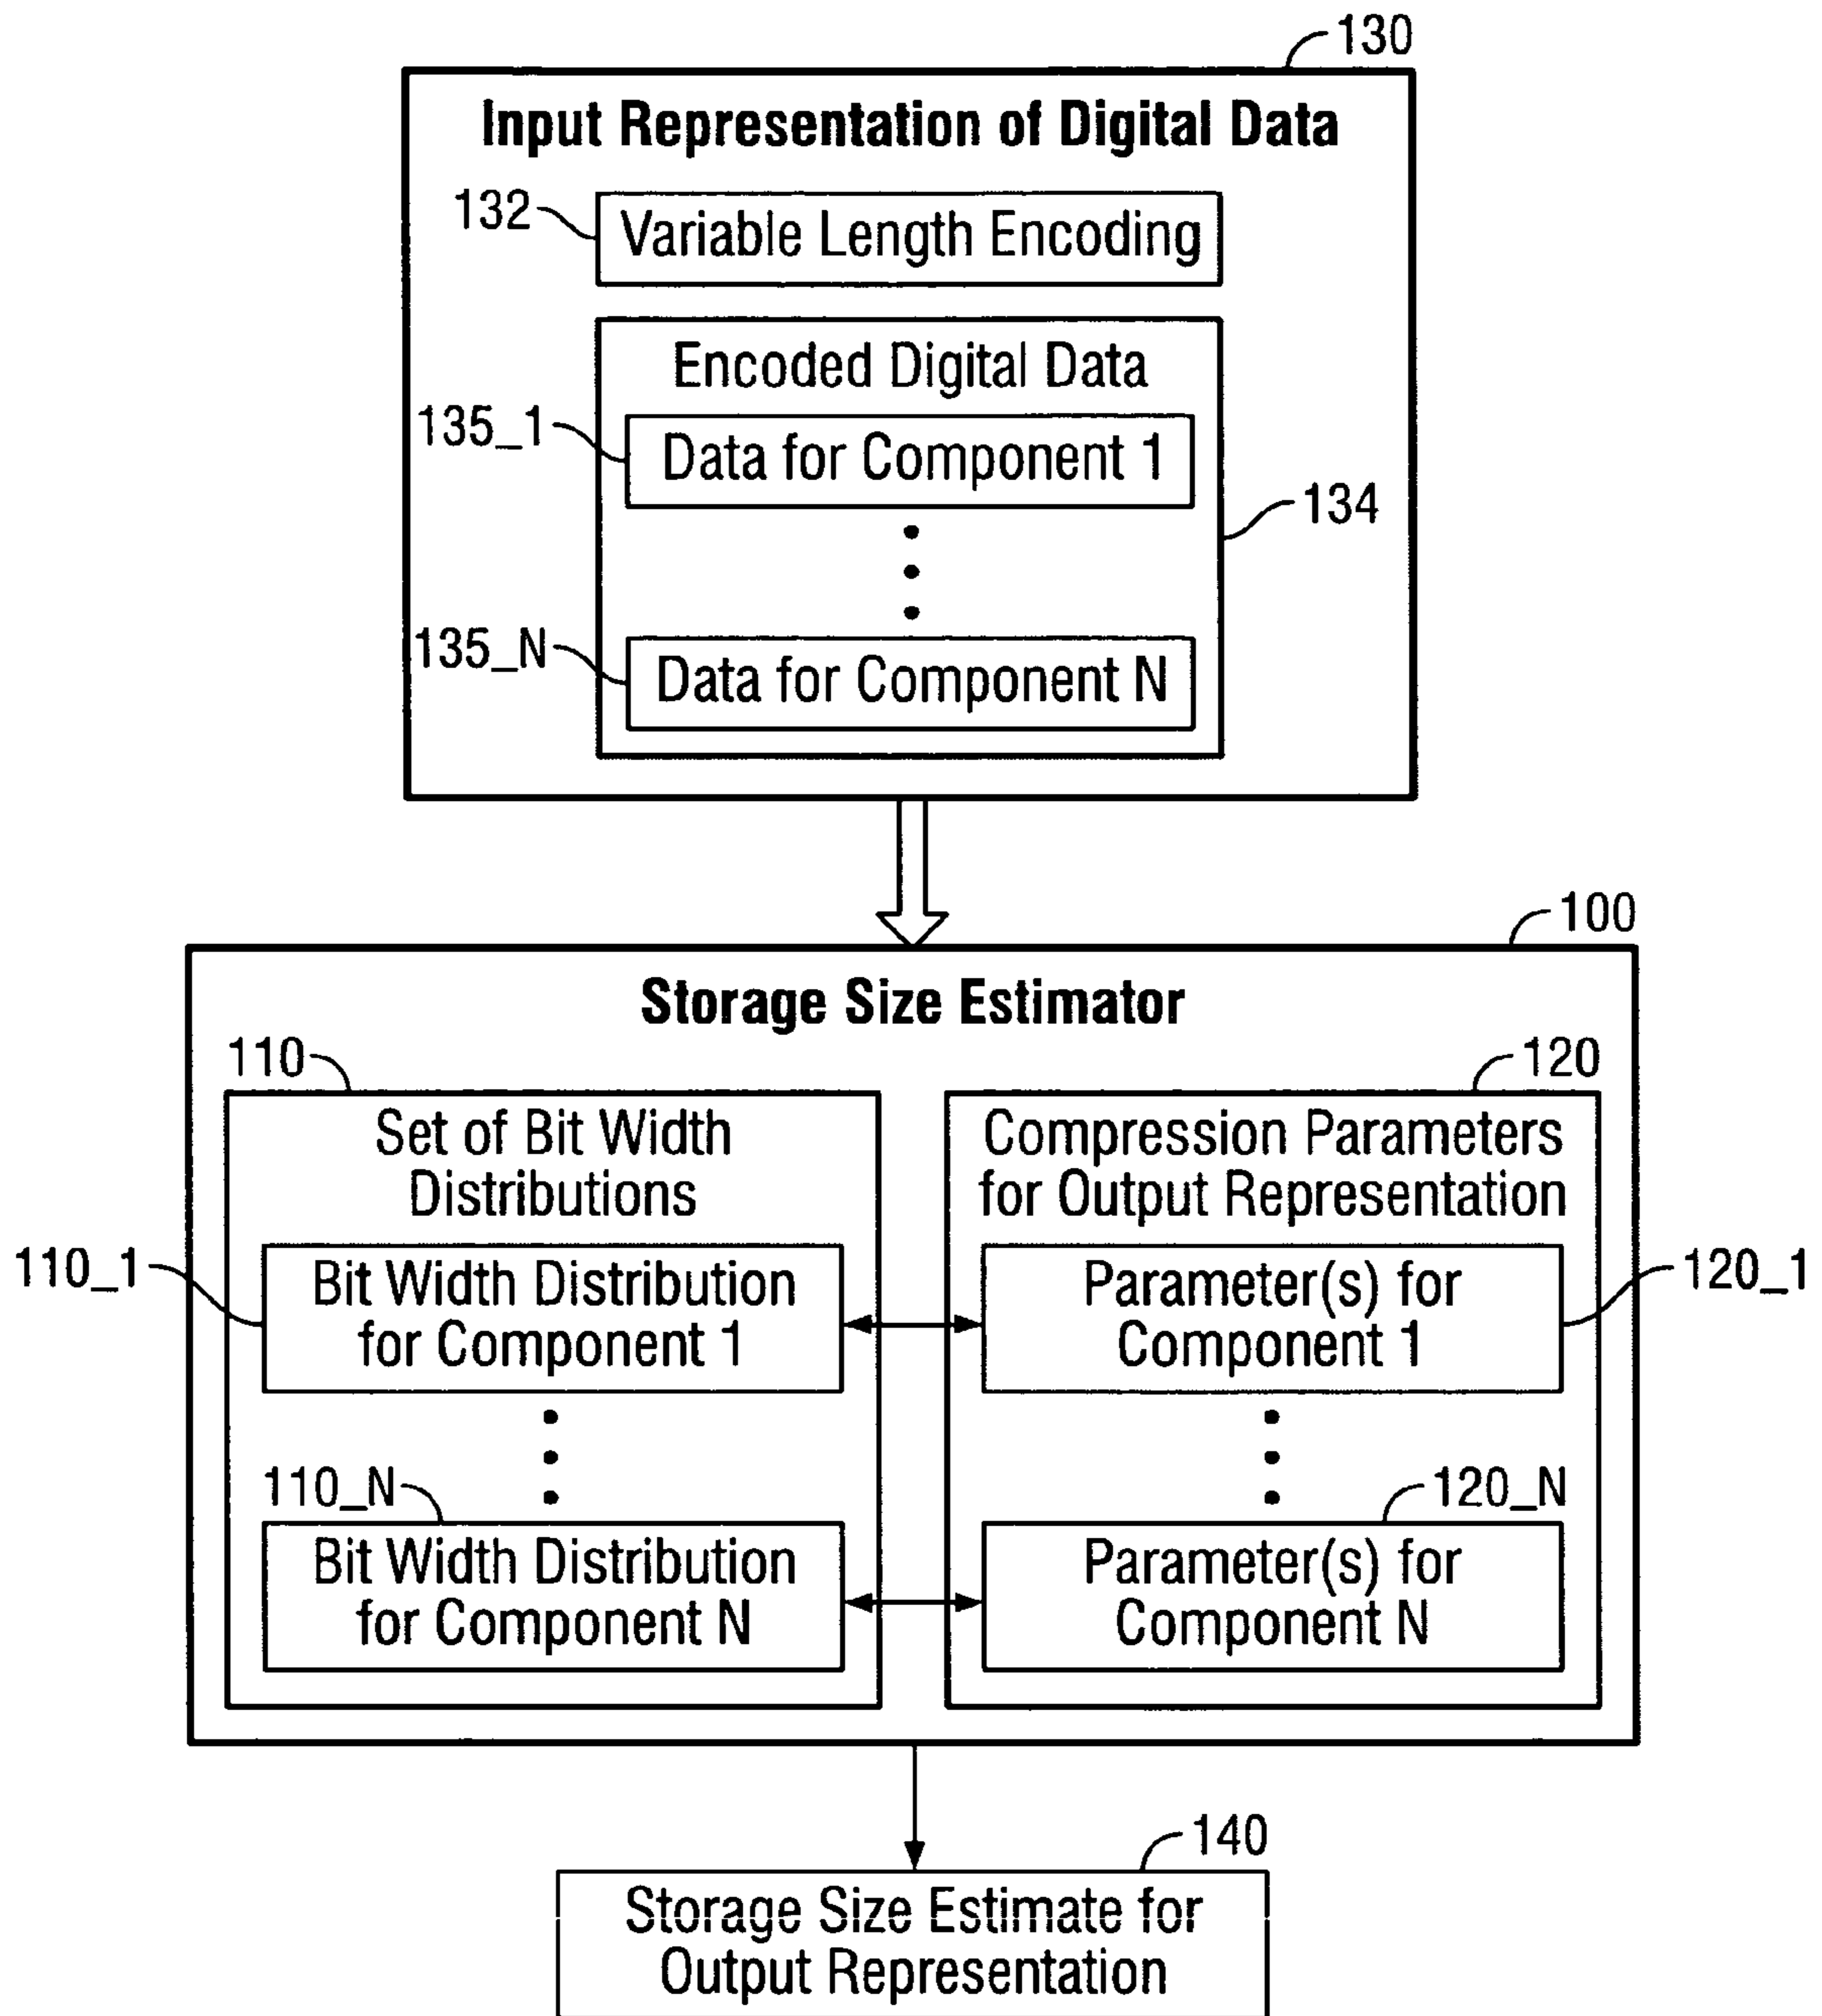 130
Input Representation of Digital Data
132
Variable Length Encoding
Encoded Digital Data
135_1
Data for Component 1
134
135_N
Data for Component N
100
Storage Size Estimator
110
120
Set of Bit Width
Distributions
Compression Parameters
for Output Representation
110_1
Bit Width Distribution
for Component 1
Parameter(s) for
Component 1
120_1
110_N
120_N
Bit Width Distribution
for Component N
Parameter(s) for
Component N
140
Storage Size Estimate for
Output Representation